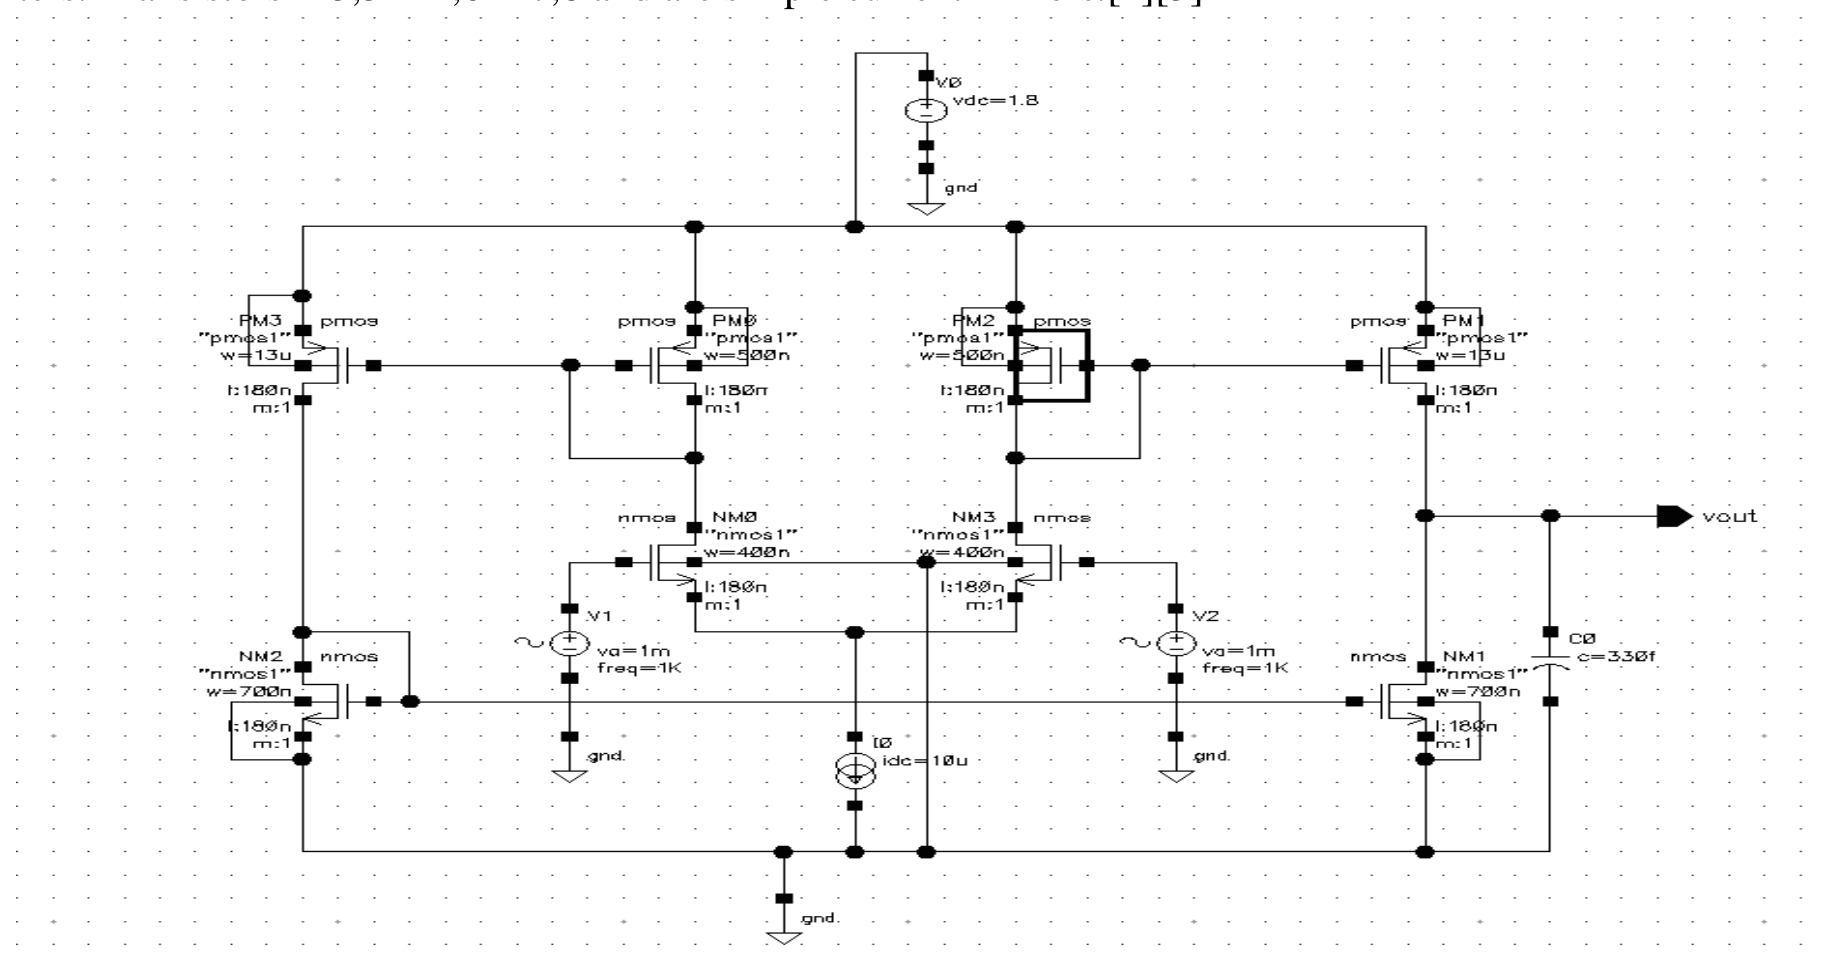 V0
vdc=1.8
gnd
PM3 pmos
"pmos1"
w=13u
l:180n
m:1
pmos PM0
"pmos1"
w=500n
l:180n
m:1
PM2 pmos
"pmos1"
w=500n
l:180n
m:1
pmos PM1
"pmos1"
w=13u
l:180n
m:1
nmos NM0
"nmos1"
w=400n
l:180n
m:1
NM3 nmos
"nmos1"
w=400n
l:180n
m:1
vout
V1
va=1m
freq=1K
gnd
V2
va=1m
freq=1K
gnd
NM2 nmos
"nmos1"
w=700n
l:180n
m:1
nmos NM1
"nmos1"
w=700n
l:180n
m:1
C0
c=330f
I0
idc=10u
gnd